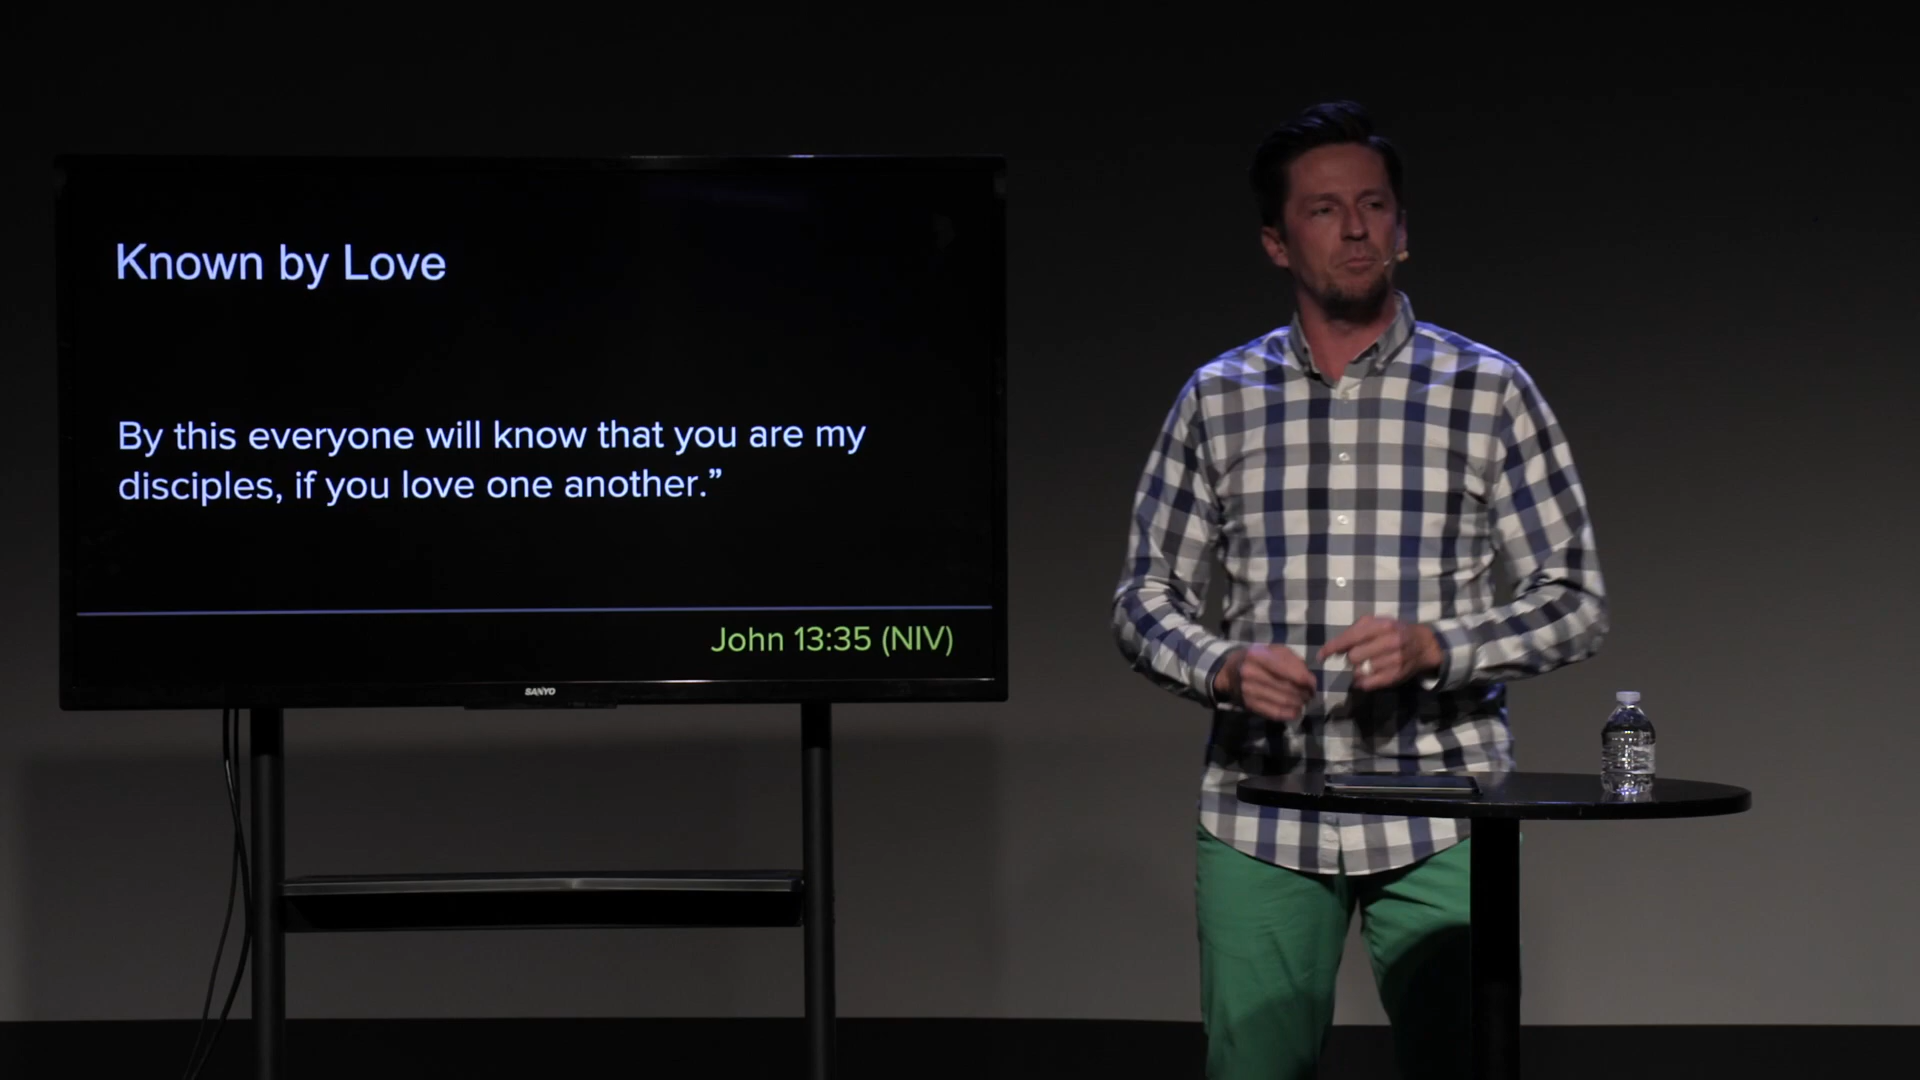 Known by Love
By this everyone will know that you are my
disciples, if you love one another.”
John 13:35 (NIV)
SANYO